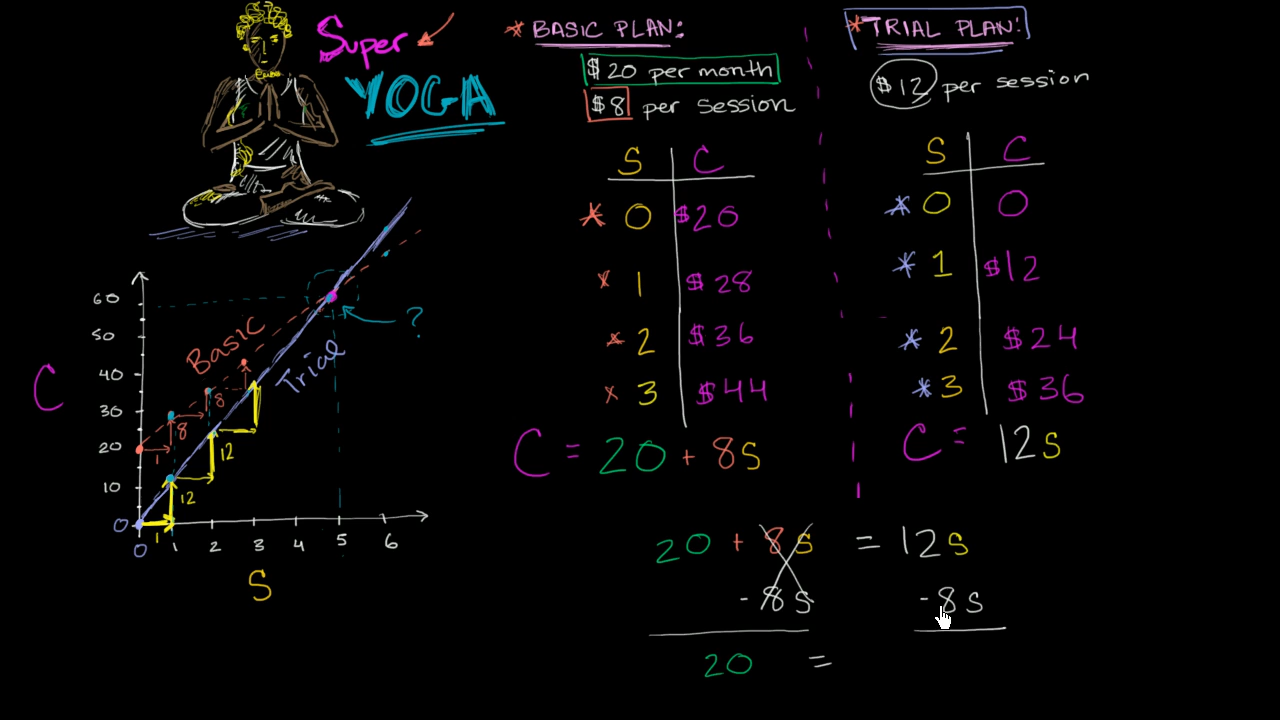 Super
YOGA
* BASIC PLAN:
$20 per month
$8 per session
S C
* 0 $20
* 1 $28
* 2 $36
* 3 $44
C = 20 + 8s
* TRIAL PLAN:
$12 per session
S C
* 0 0
* 1 $12
* 2 $24
* 3 $36
C = 12s
C
60
50
40
30
20
10
0
0 1 2 3 4 5 6
S
Basic
Trial
?
1
8
8
1
12
12
20 + 8s = 12s
- 8s - 8s
20 =